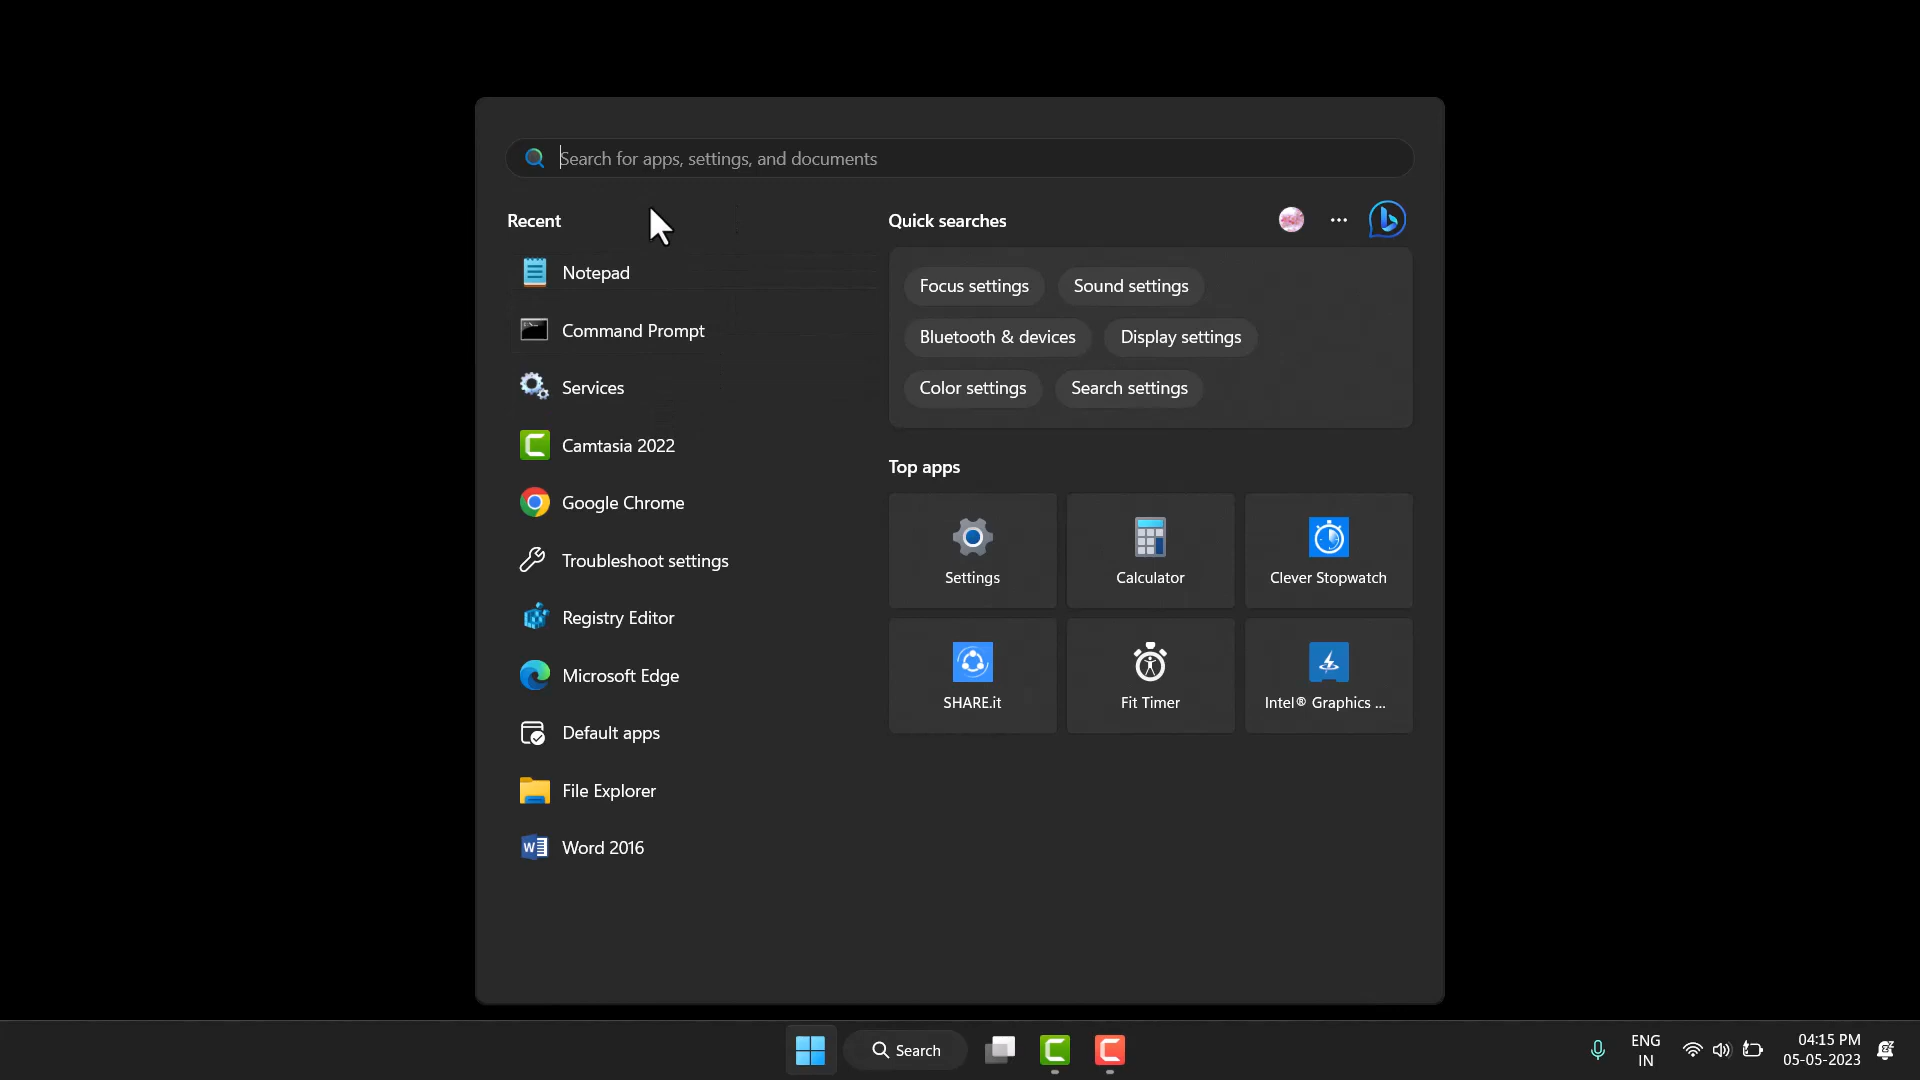 Search for apps, settings, and documents
Recent
Notepad
Command Prompt
Services
Camtasia 2022
Google Chrome
Troubleshoot settings
Registry Editor
Microsoft Edge
Default apps
File Explorer
Word 2016
Quick searches
Focus settings
Sound settings
Bluetooth & devices
Display settings
Color settings
Search settings
Top apps
Settings
Calculator
Clever Stopwatch
SHARE.it
Fit Timer
Intel® Graphics ...
Search
ENG
IN
04:15 PM
05-05-2023